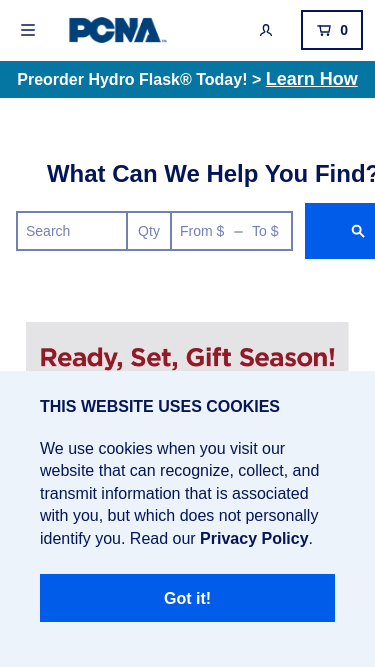 PCNA
0
Preorder Hydro Flask® Today! > Learn How
What Can We Help You Find?
Search Qty From $ – To $
Ready, Set, Gift Season!
THIS WEBSITE USES COOKIES
We use cookies when you visit our
website that can recognize, collect, and
transmit information that is associated
with you, but which does not personally
identify you. Read our Privacy Policy.
Got it!